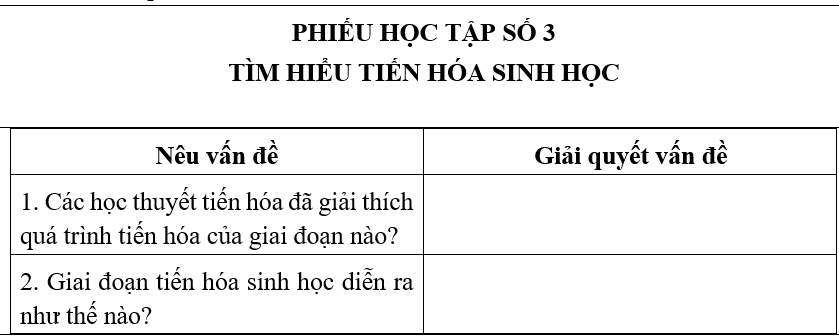 PHIẾU HỌC TẬP SỐ 3
TÌM HIỂU TIẾN HÓA SINH HỌC
Nêu vấn đề
Giải quyết vấn đề
1. Các học thuyết tiến hóa đã giải thích
quá trình tiến hóa của giai đoạn nào?
2. Giai đoạn tiến hóa sinh học diễn ra
như thế nào?